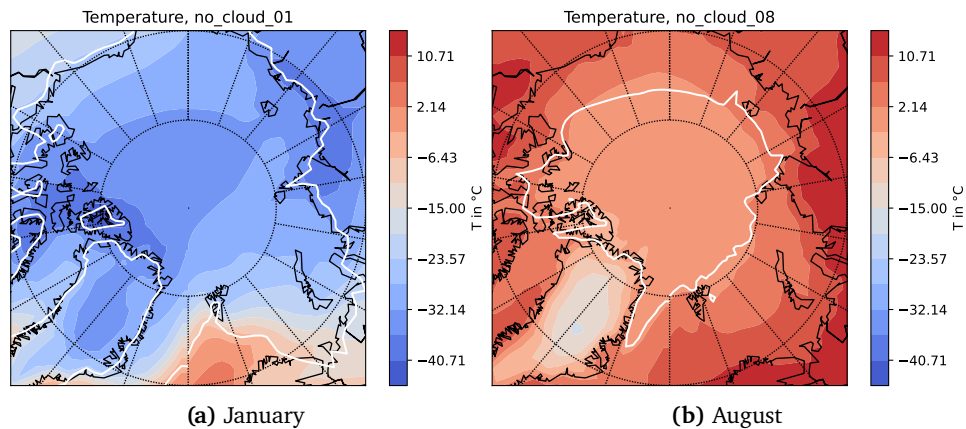 Temperature, no_cloud_01
10.71
2.14
−6.43
−15.00
−23.57
−32.14
−40.71
T in °C
(a) January
Temperature, no_cloud_08
10.71
2.14
−6.43
−15.00
−23.57
−32.14
−40.71
T in °C
(b) August